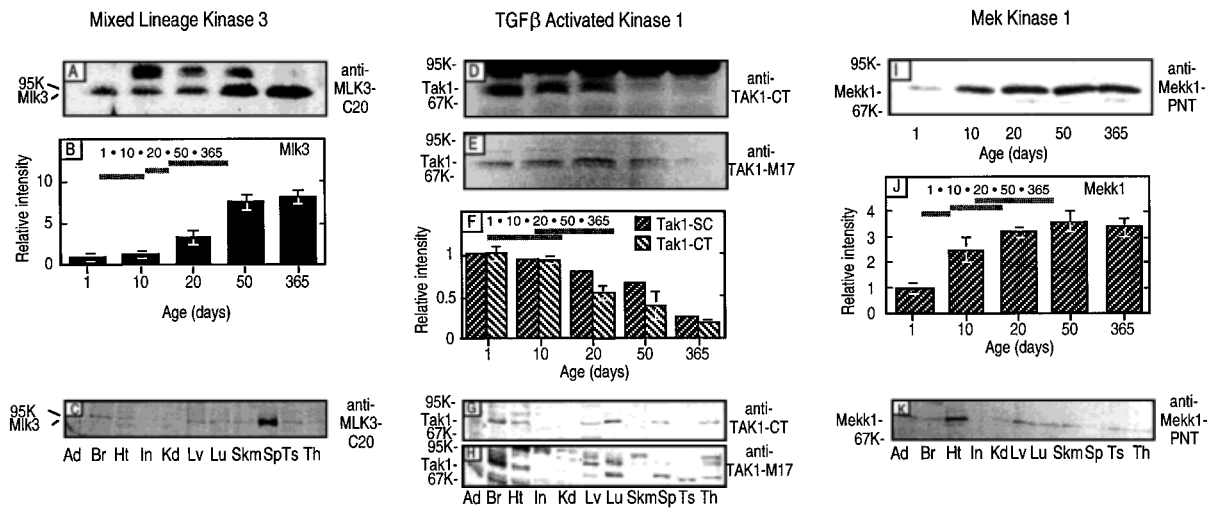 Mixed Lineage Kinase 3
A
95K
Mlk3
anti-
MLK3-
C20
B
1 • 10 • 20 • 50 • 365
Mlk3
Relative intensity
10
5
0
1 10 20 50 365
Age (days)
C
95K
Mlk3
anti-
MLK3-
C20
Ad Br Ht In Kd Lv Lu Skm Sp Ts Th
TGFβ Activated Kinase 1
D
95K-
Tak1-
67K-
anti-
TAK1-CT
E
95K-
Tak1-
67K-
anti-
TAK1-M17
F
1 • 10 • 20 • 50 • 365
Tak1-SC
Tak1-CT
Relative intensity
1
0.5
0
1 10 20 50 365
Age (days)
G
95K-
Tak1-
67K-
anti-
TAK1-CT
H
95K-
Tak1-
67K-
anti-
TAK1-M17
Ad Br Ht In Kd Lv Lu Skm Sp Ts Th
Mek Kinase 1
I
95K-
Mekk1-
67K-
anti-
Mekk1-
PNT
1 10 20 50 365
Age (days)
J
1 • 10 • 20 • 50 • 365
Mekk1
Relative intensity
4
3
2
1
0
1 10 20 50 365
Age (days)
K
Mekk1-
67K-
anti-
Mekk1-
PNT
Ad Br Ht In Kd Lv Lu Skm Sp Ts Th